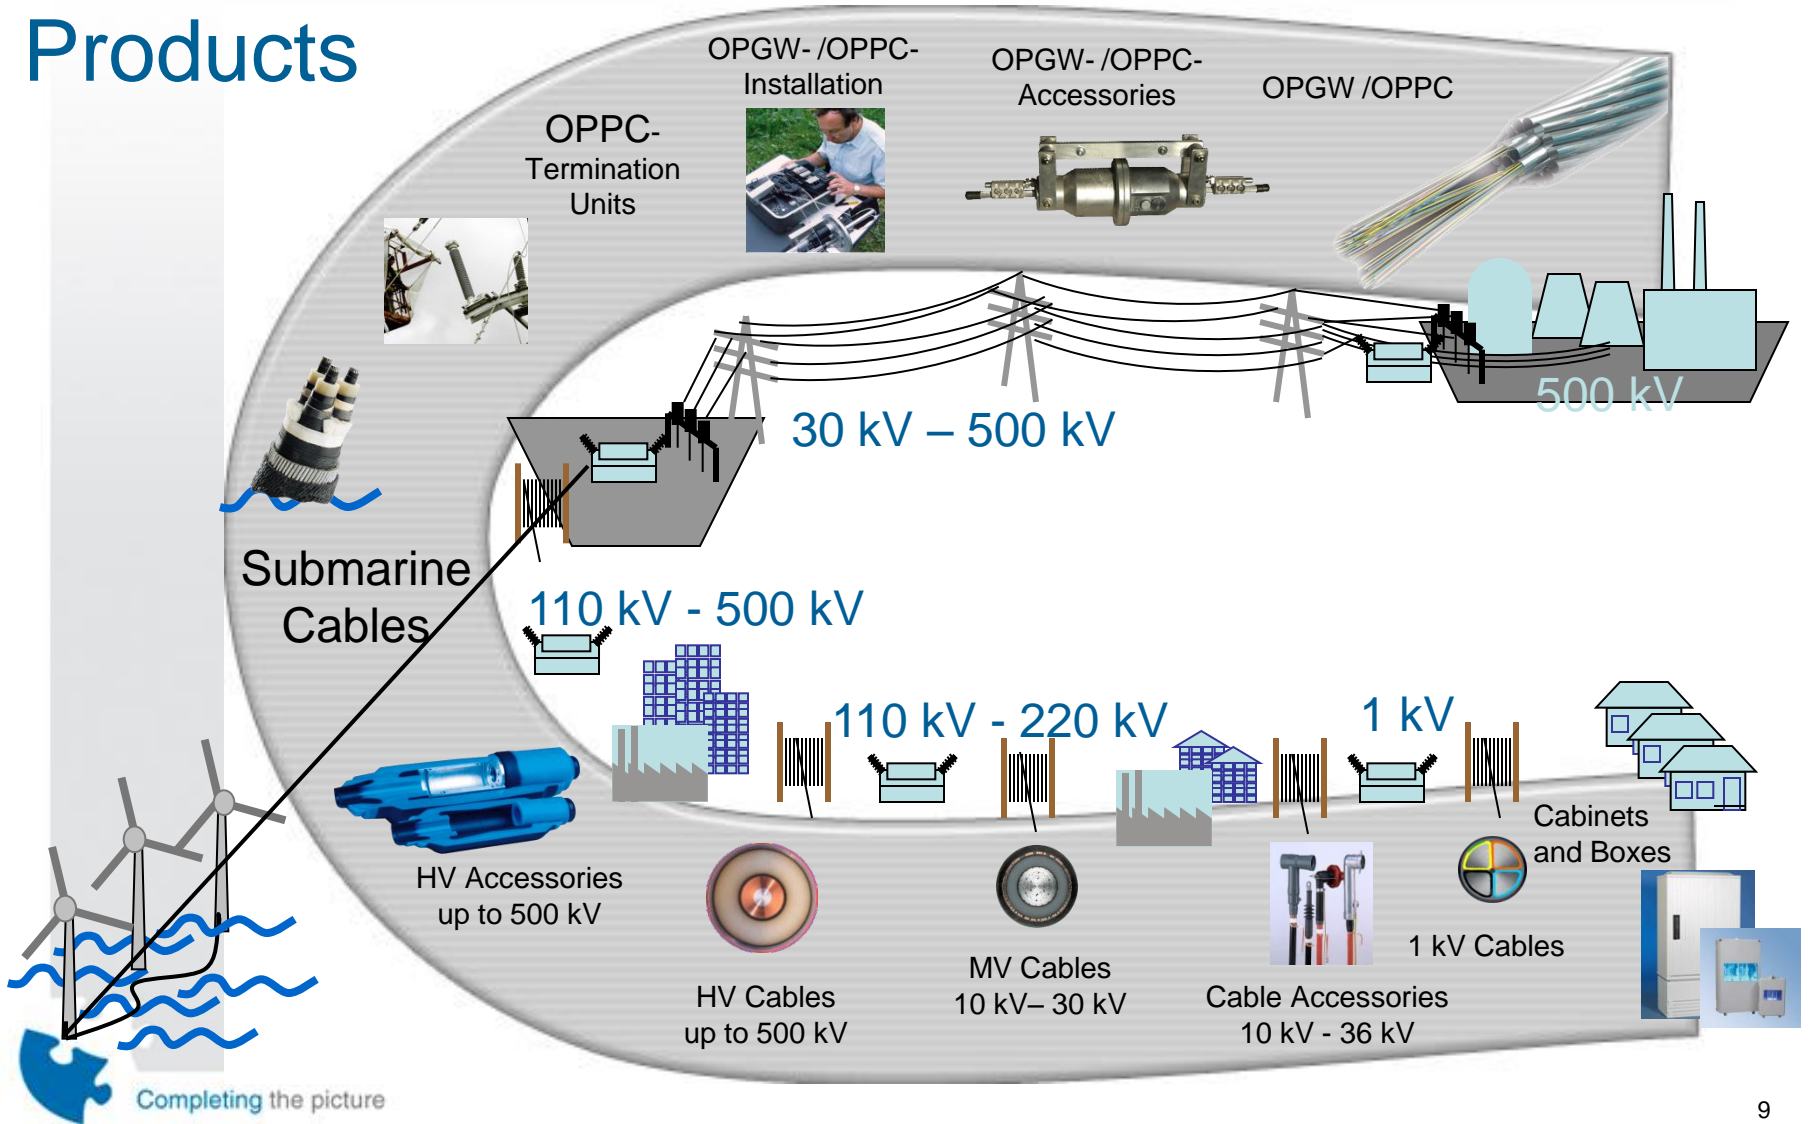 Products
OPGW- /OPPC-
Installation
OPGW- /OPPC-
Accessories
OPGW /OPPC
OPPC-
Termination
Units
500 kV
30 kV – 500 kV
Submarine
Cables
110 kV - 500 kV
110 kV - 220 kV
1 kV
Cabinets
and Boxes
HV Accessories
up to 500 kV
1 kV Cables
MV Cables
10 kV– 30 kV
HV Cables
up to 500 kV
Cable Accessories
10 kV - 36 kV
Completing the picture
9